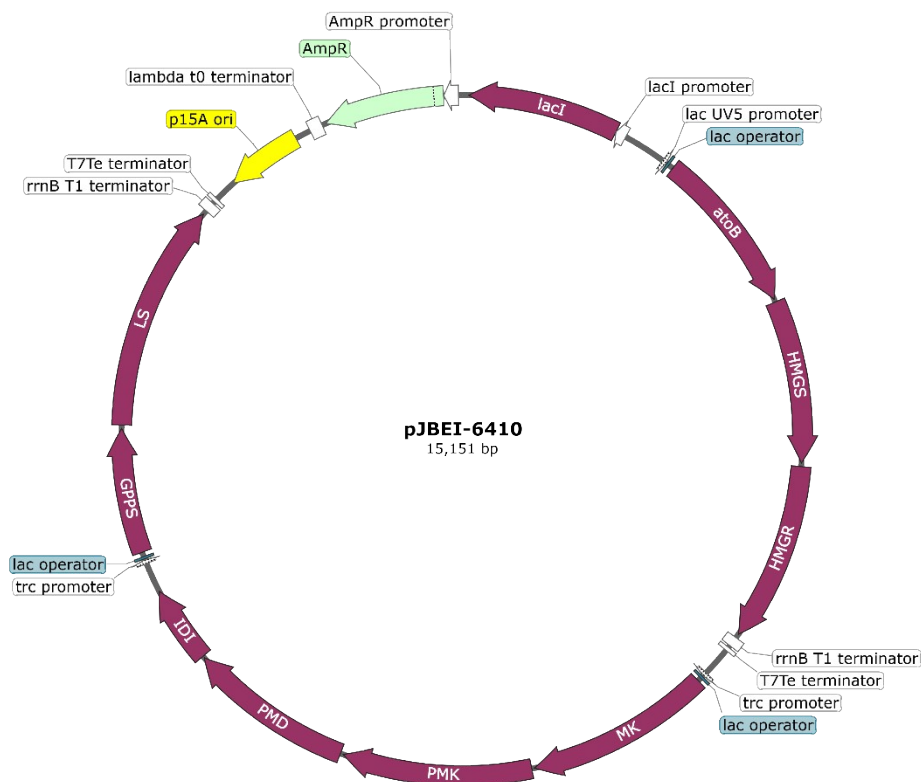 AmpR promoter
AmpR
lambda t0 terminator
p15A ori
T7Te terminator
rrnB T1 terminator
lacI
lacI promoter
lac UV5 promoter
lac operator
atoB
HMGS
HMGR
LS
GPPS
pJBEI-6410
15,151 bp
lac operator
trc promoter
IDI
PMD
PMK
MK
rrnB T1 terminator
T7Te terminator
trc promoter
lac operator